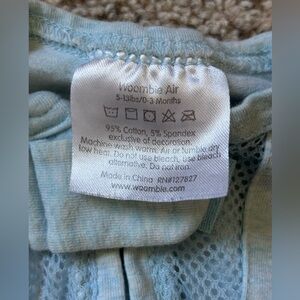 Woombie Air
5-13lbs/0-3 Months
95% Cotton, 5% Spandex
exclusive of decoration.
Machine wash warm. Air or tumble dry
low heat. Do not use bleach, use bleach
alternative. Do not iron.
Made in China RN#127827
www.woombie.com